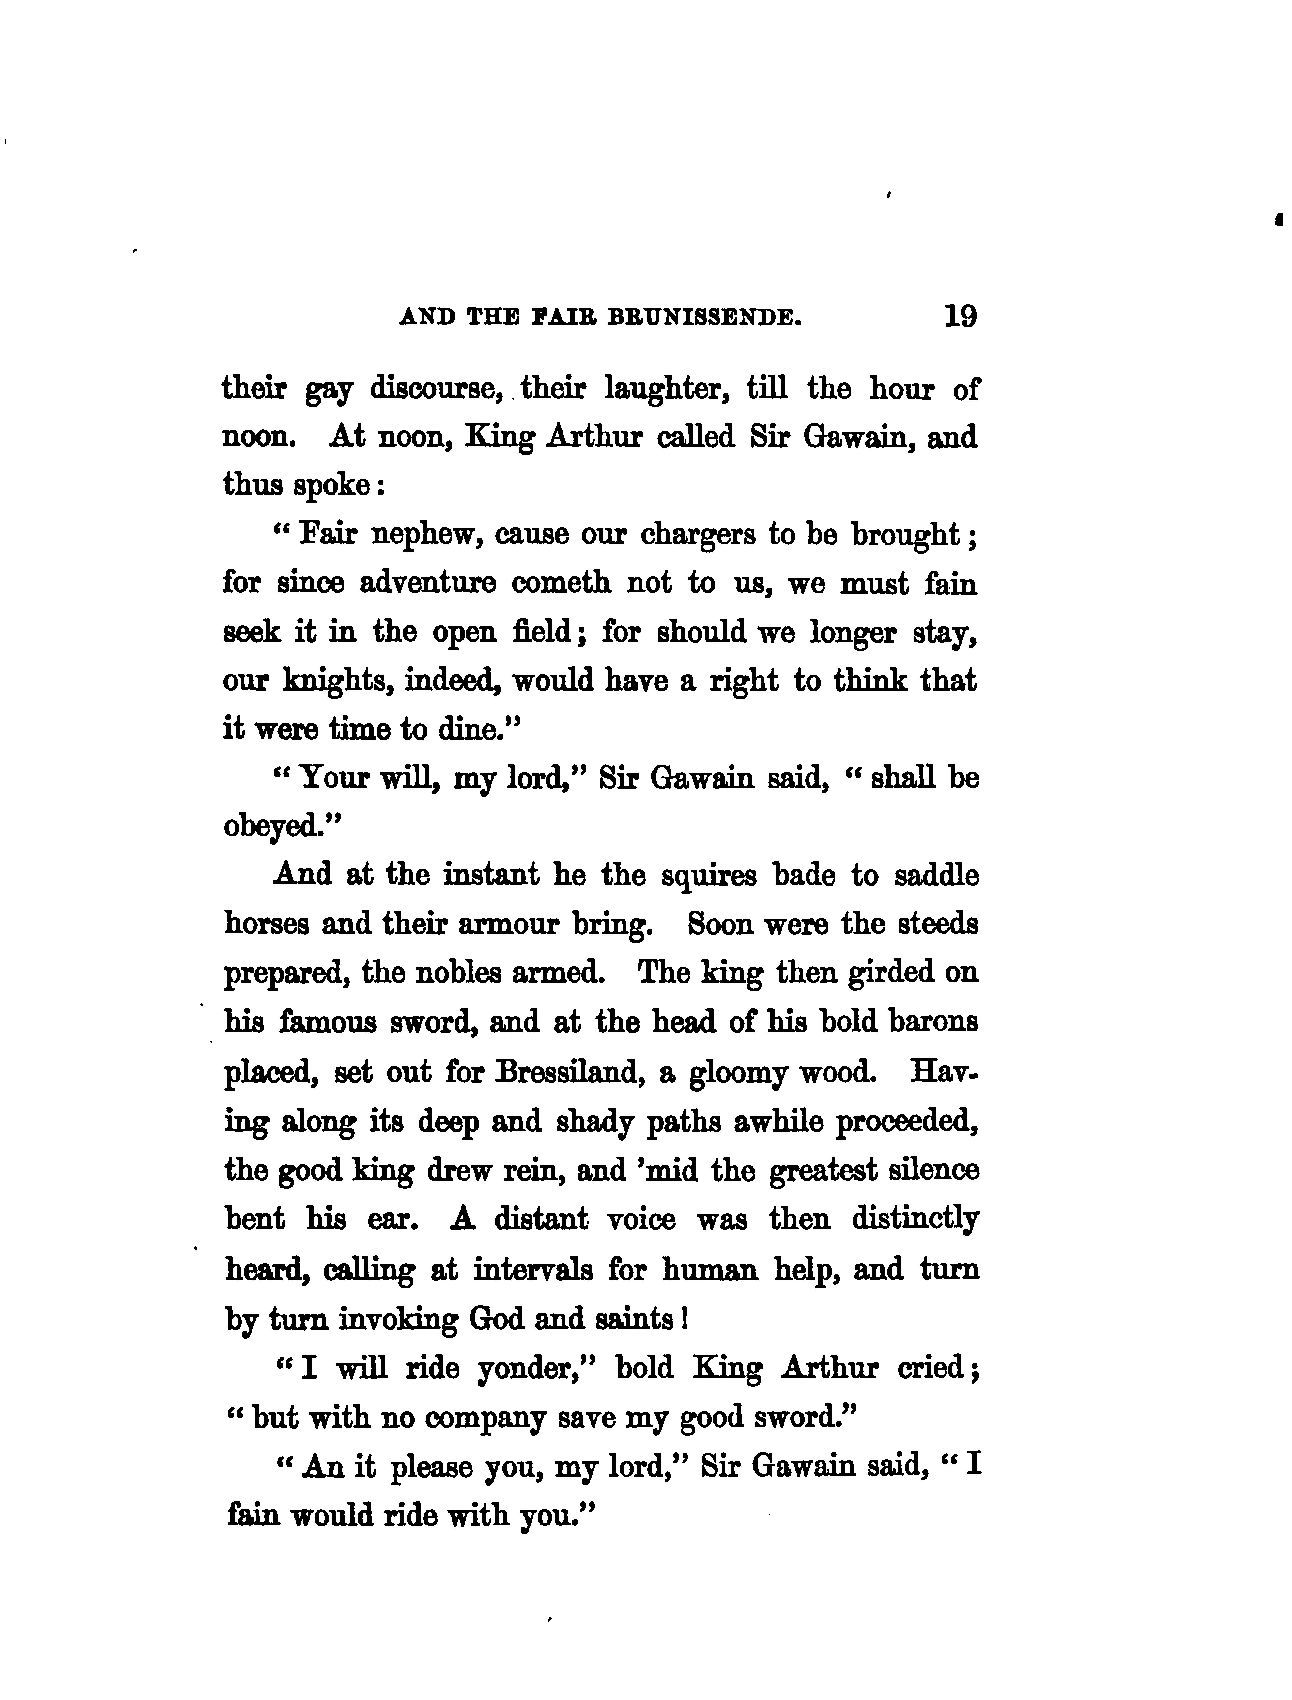 AND THE FAIR BRUNISSENDE. 19
their gay discourse, their laughter, till the hour of
noon. At noon, King Arthur called Sir Gawain, and
thus spoke:
“Fair nephew, cause our chargers to be brought;
for since adventure cometh not to us, we must fain
seek it in the open field; for should we longer stay,
our knights, indeed, would have a right to think that
it were time to dine.”
“Your will, my lord,” Sir Gawain said, “shall be
obeyed.”
And at the instant he the squires bade to saddle
horses and their armour bring. Soon were the steeds
prepared, the nobles armed. The king then girded on
his famous sword, and at the head of his bold barons
placed, set out for Bressiland, a gloomy wood. Hav-
ing along its deep and shady paths awhile proceeded,
the good king drew rein, and ’mid the greatest silence
bent his ear. A distant voice was then distinctly
heard, calling at intervals for human help, and turn
by turn invoking God and saints!
“I will ride yonder,” bold King Arthur cried;
“but with no company save my good sword.”
“An it please you, my lord,” Sir Gawain said, “I
fain would ride with you.”